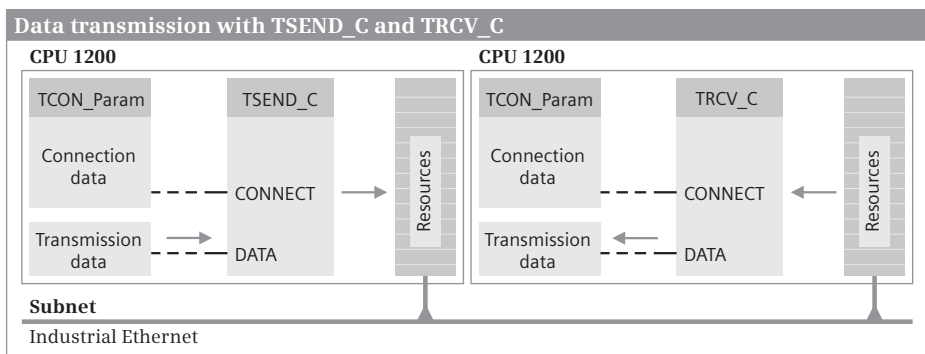 Data transmission with TSEND_C and TRCV_C
CPU 1200
TCON_Param
TSEND_C
Connection
data
CONNECT
Transmission
data
DATA
Resources
CPU 1200
TCON_Param
TRCV_C
Connection
data
CONNECT
Transmission
data
DATA
Resources
Subnet
Industrial Ethernet